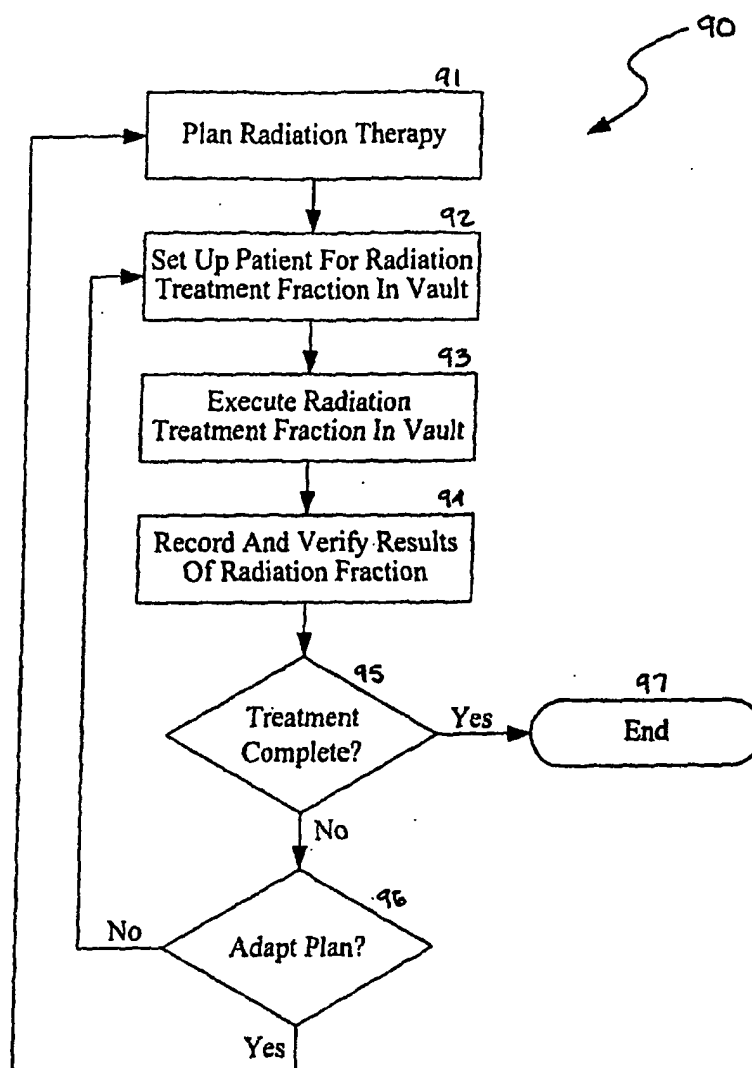 90
91
Plan Radiation Therapy
92
Set Up Patient For Radiation
Treatment Fraction In Vault
93
Execute Radiation
Treatment Fraction In Vault
94
Record And Verify Results
Of Radiation Fraction
95
Treatment
Complete?
Yes
97
End
No
96
Adapt Plan?
No
Yes